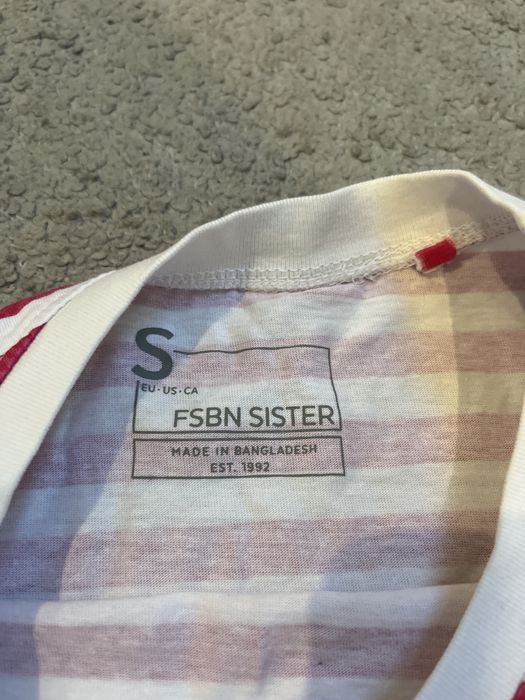 S
EU·US·CA
FSBN SISTER
MADE IN BANGLADESH
EST. 1992